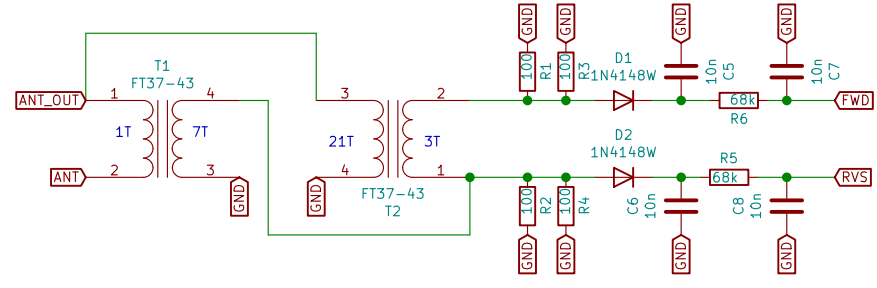 GND
GND
GND
GND
T1
FT37-43
D1
1N4148W
100
R1
100
R3
10n
C5
10n
C7
ANT_OUT
1
4
3
2
68k
FWD
R6
1T
7T
21T
3T
D2
1N4148W
R5
ANT
2
3
4
1
68k
RVS
GND
GND
FT37-43
T2
100
R2
100
R4
C6
10n
C8
10n
GND
GND
GND
GND